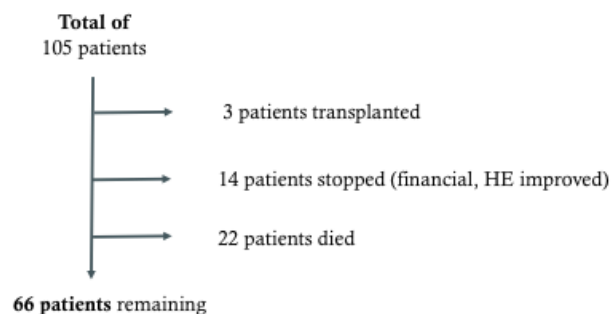 Total of
105 patients
3 patients transplanted
14 patients stopped (financial, HE improved)
22 patients died
66 patients remaining